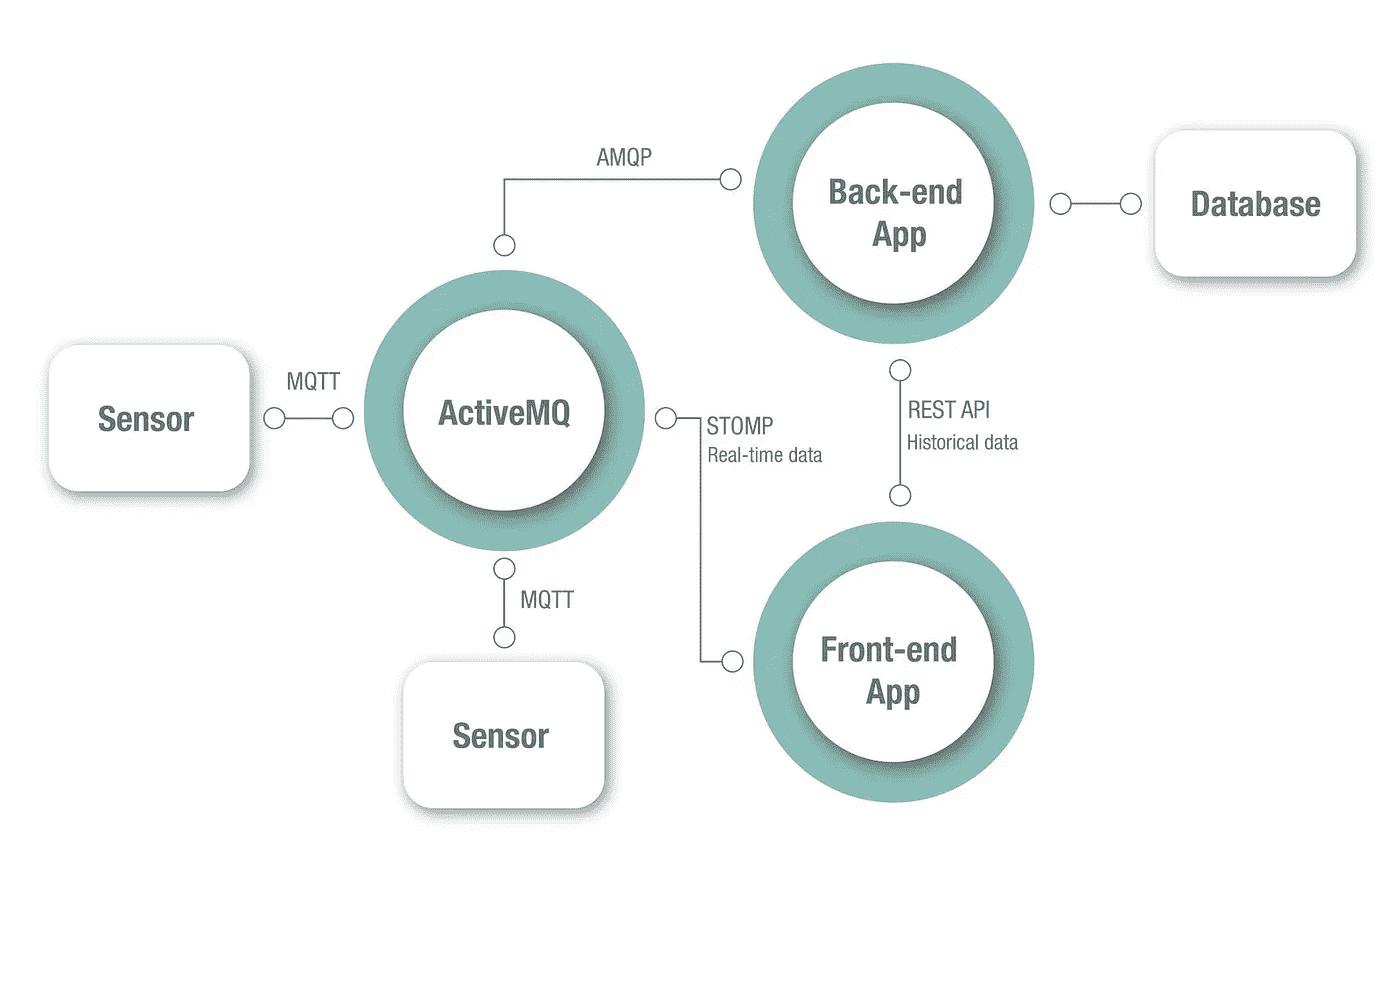 AMQP
Back-end
App
Database
MQTT
Sensor
ActiveMQ
STOMP
Real-time data
REST API
Historical data
MQTT
Front-end
App
Sensor